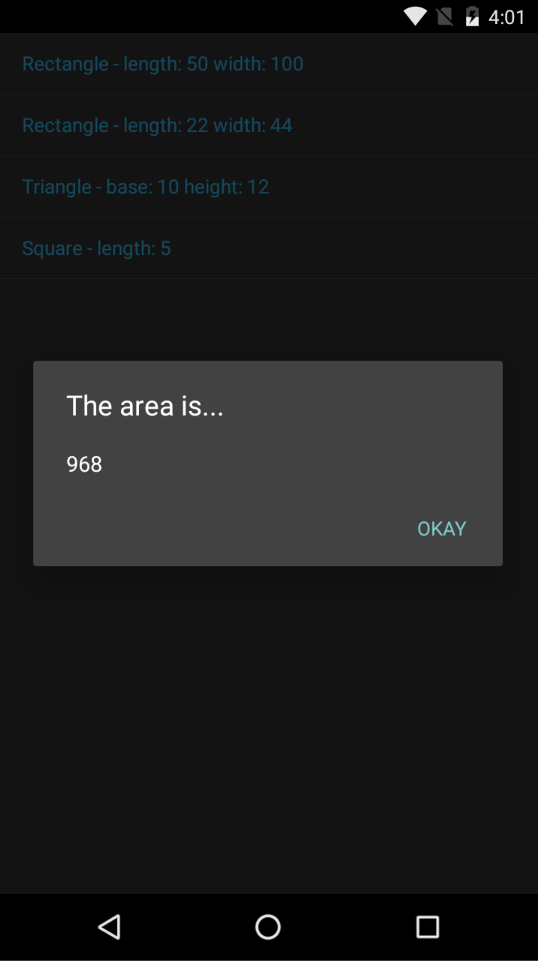 4:01
Rectangle - length: 50 width: 100
Rectangle - length: 22 width: 44
Triangle - base: 10 height: 12
Square - length: 5
The area is...
968
OKAY